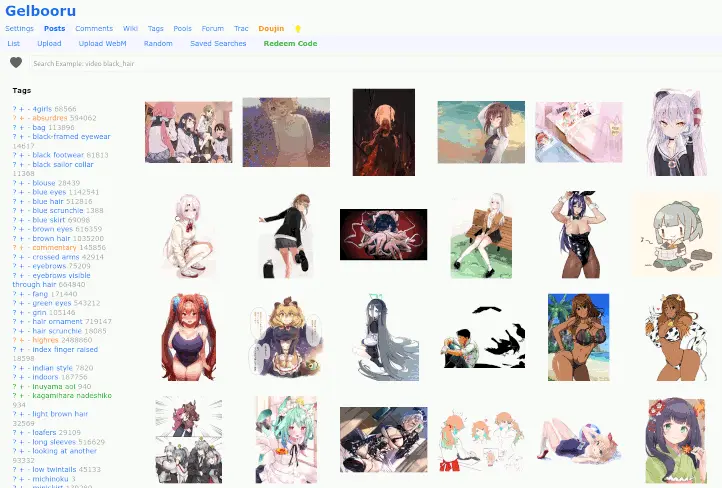 Gelbooru
Settings Posts Comments Wiki Tags Pools Forum Trac Doujin
List Upload Upload WebM Random Saved Searches Redeem Code
Search Example: video black_hair
Tags
? + - 4girls 68566
? + - absurdres 594062
? + - bag 113896
? + - black-framed eyewear
14617
? + - black footwear 81813
? + - black sailor collar
11388
? + - blouse 28439
? + - blue eyes 1142541
? + - blue hair 512816
? + - blue scrunchie 1388
? + - blue skirt 69098
? + - brown eyes 616359
? + - brown hair 1035200
? + - commentary 145856
? + - crossed arms 42914
? + - eyebrows 75209
? + - eyebrows visible
through hair 664840
? + - fang 171440
? + - green eyes 543212
? + - grin 105146
? + - hair ornament 719147
? + - hair scrunchie 18085
? + - highres 2488860
? + - index finger raised
18598
? + - indian style 7820
? + - indoors 167756
? + - inuyama aoi 940
? + - kagamihara nadeshiko
934
? + - light brown hair
32569
? + - loafers 29109
? + - long sleeves 516629
? + - looking at another
93332
? + - low twintails 45133
? + - michinoku 3